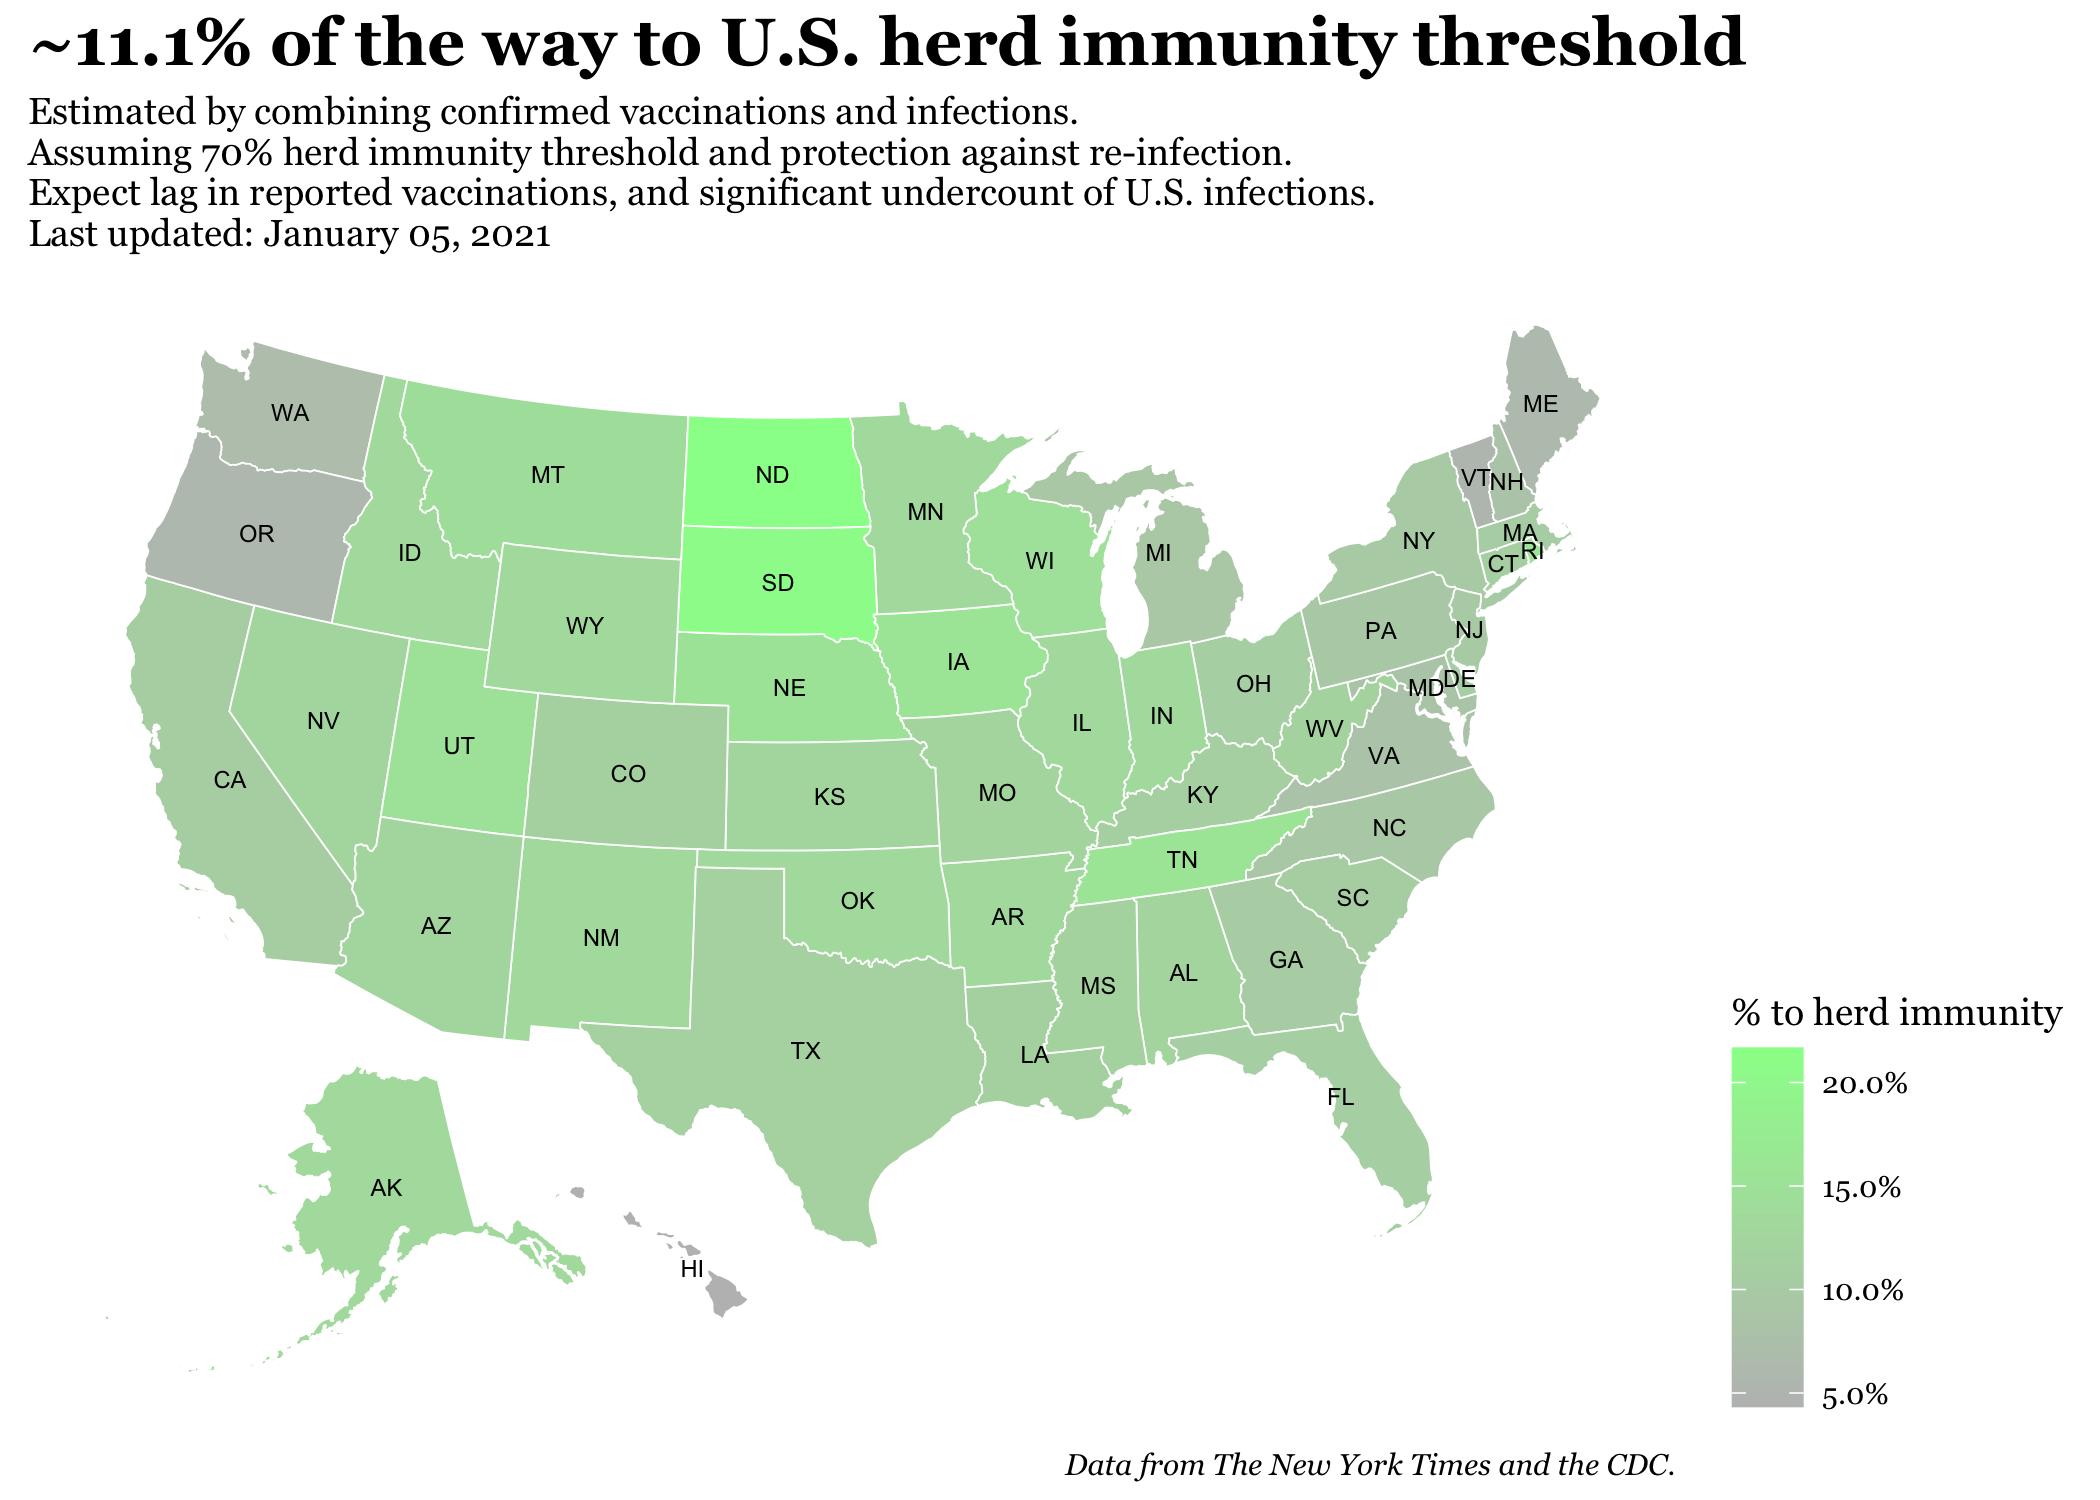 ~11.1% of the way to U.S. herd immunity threshold
Estimated by combining confirmed vaccinations and infections.
Assuming 70% herd immunity threshold and protection against re-infection.
Expect lag in reported vaccinations, and significant undercount of U.S. infections.
Last updated: January 05, 2021
WA
ME
MT
ND
VT
NH
OR
MN
MA
NY
RI
ID
WI
MI
CT
SD
WY
PA
NJ
IA
NE
OH
DE
MD
NV
IL
IN
WV
UT
VA
CA
CO
KS
MO
KY
NC
TN
OK
SC
AZ
AR
NM
GA
AL
MS
TX
LA
FL
AK
HI
% to herd immunity
20.0%
15.0%
10.0%
5.0%
Data from The New York Times and the CDC.